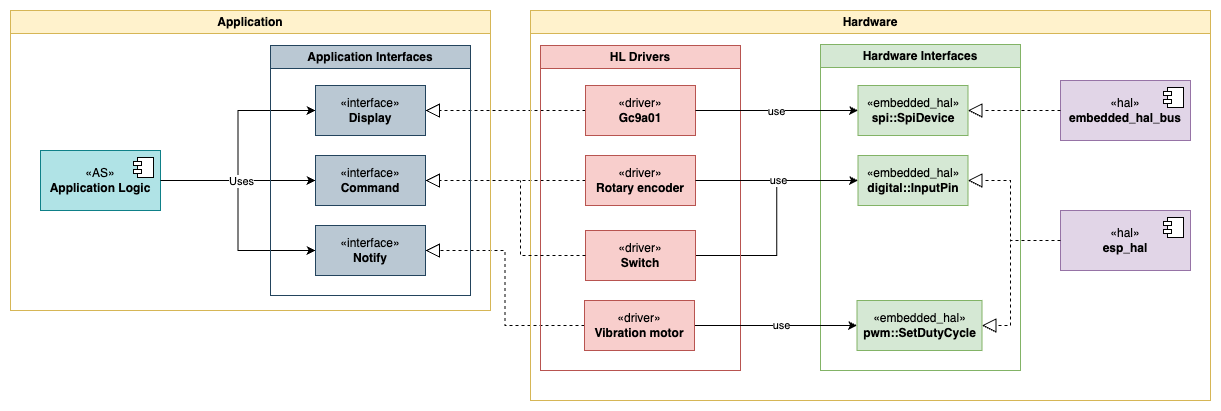 Application
Hardware
Application Interfaces
HL Drivers
Hardware Interfaces
«interface»
Display
«driver»
Gc9a01
use
«embedded_hal»
spi::SpiDevice
«hal»
embedded_hal_bus
«AS»
Application Logic
Uses
«interface»
Command
«driver»
Rotary encoder
use
«embedded_hal»
digital::InputPin
«interface»
Notify
«driver»
Switch
«hal»
esp_hal
«driver»
Vibration motor
use
«embedded_hal»
pwm::SetDutyCycle